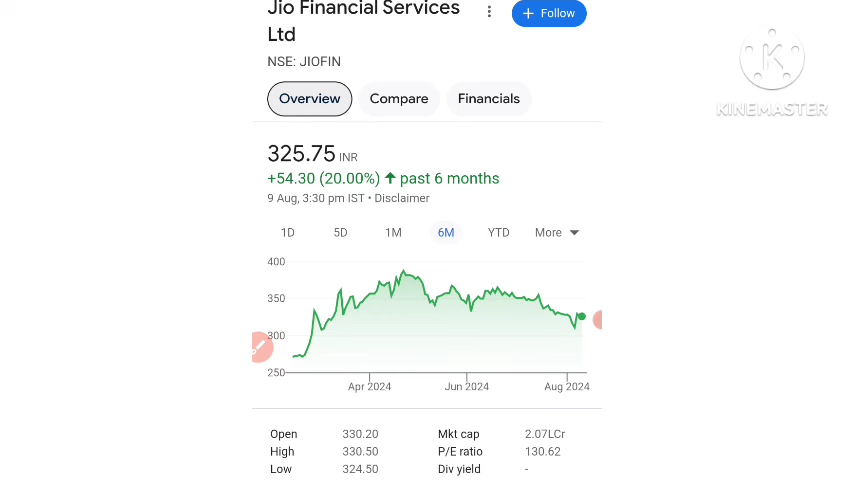 Jio Financial Services
Ltd
+ Follow
NSE: JIOFIN
Overview
Compare
Financials
325.75 INR
+54.30 (20.00%) ↑ past 6 months
9 Aug, 3:30 pm IST • Disclaimer
1D 5D 1M 6M YTD More
400
350
300
250
Apr 2024 Jun 2024 Aug 2024
Open 330.20 Mkt cap 2.07LCr
High 330.50 P/E ratio 130.62
Low 324.50 Div yield -
K
KINEMASTER